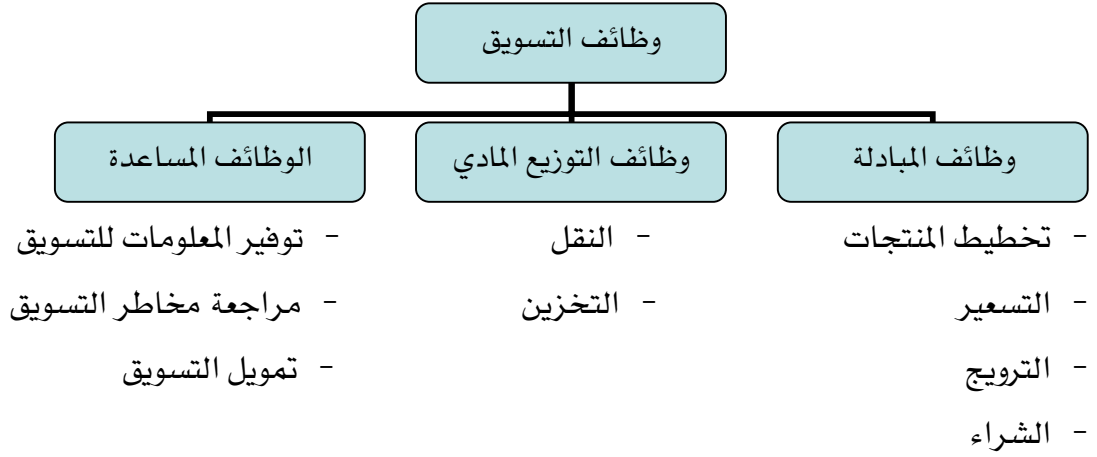 وظائف التسويق
وظائف المبادلة
- تخطيط المنتجات
- التسعير
- الترويج
- الشراء
وظائف التوزيع المادي
- النقل
- التخزين
الوظائف المساعدة
- توفير المعلومات للتسويق
- مراجعة مخاطر التسويق
- تمويل التسويق